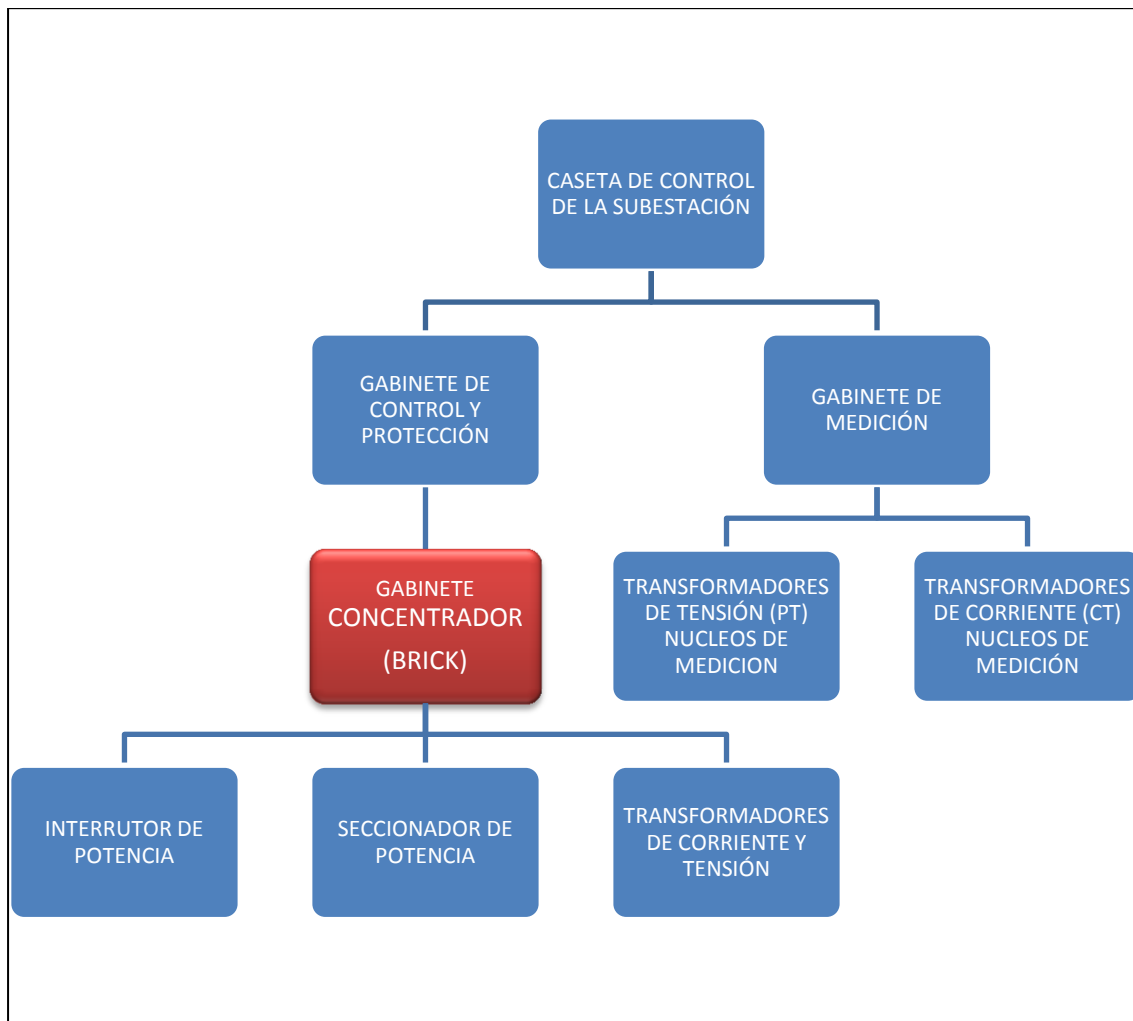 CASETA DE CONTROL
DE LA SUBESTACIÓN
GABINETE DE
CONTROL Y
PROTECCIÓN
GABINETE DE
MEDICIÓN
GABINETE
CONCENTRADOR
(BRICK)
TRANSFORMADORES
DE TENSIÓN (PT)
NUCLEOS DE
MEDICION
TRANSFORMADORES
DE CORRIENTE (CT)
NUCLEOS DE
MEDICIÓN
INTERRUTOR DE
POTENCIA
SECCIONADOR DE
POTENCIA
TRANSFORMADORES
DE CORRIENTE Y
TENSIÓN